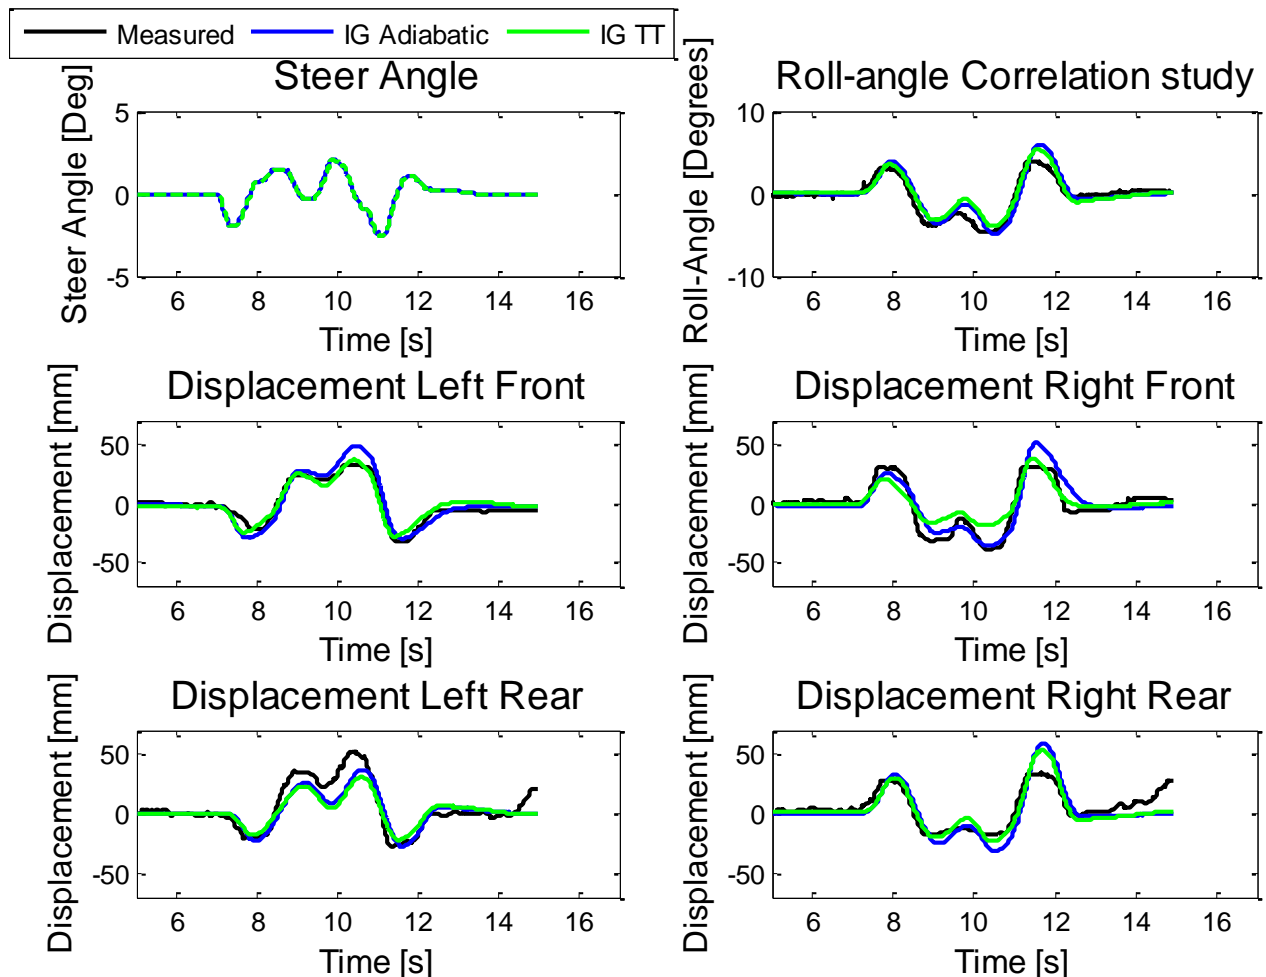 Measured IG Adiabatic IG TT
Steer Angle
Steer Angle [Deg]
5
0
-5
6 8 10 12 14 16
Time [s]
Roll-angle Correlation study
Roll-Angle [Degrees]
10
0
-10
6 8 10 12 14 16
Time [s]
Displacement Left Front
Displacement [mm]
50
0
-50
6 8 10 12 14 16
Time [s]
Displacement Right Front
Displacement [mm]
50
0
-50
6 8 10 12 14 16
Time [s]
Displacement Left Rear
Displacement [mm]
50
0
-50
6 8 10 12 14 16
Time [s]
Displacement Right Rear
Displacement [mm]
50
0
-50
6 8 10 12 14 16
Time [s]